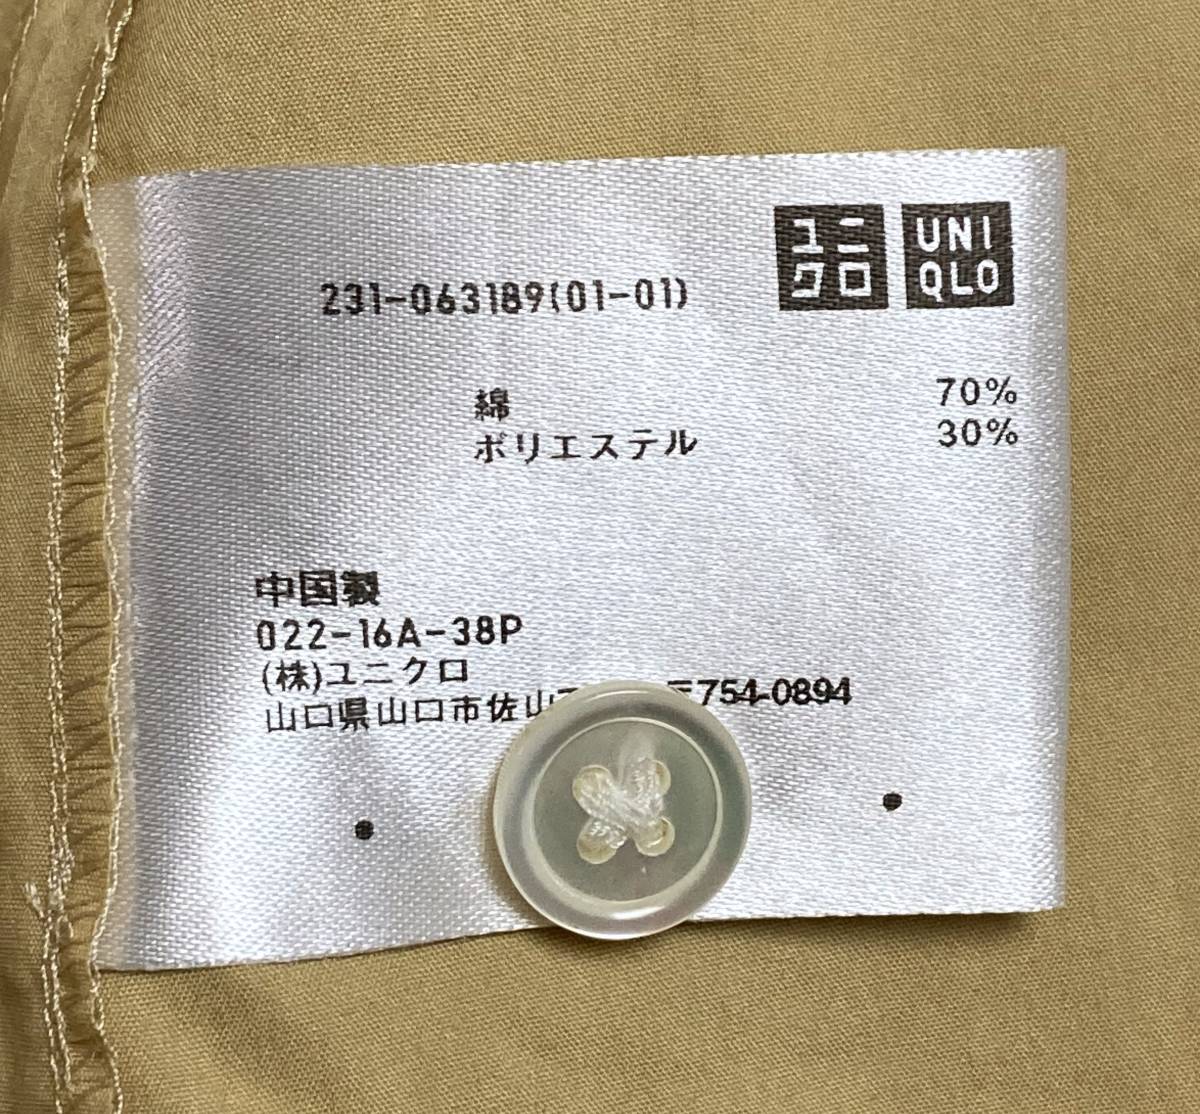 ユニ UNI
クロ QLO
231-063189(01-01)
綿 70%
ポリエステル 30%
中国製
022-16A-38P
(株)ユニクロ
山口県山口市佐山 〒754-0894